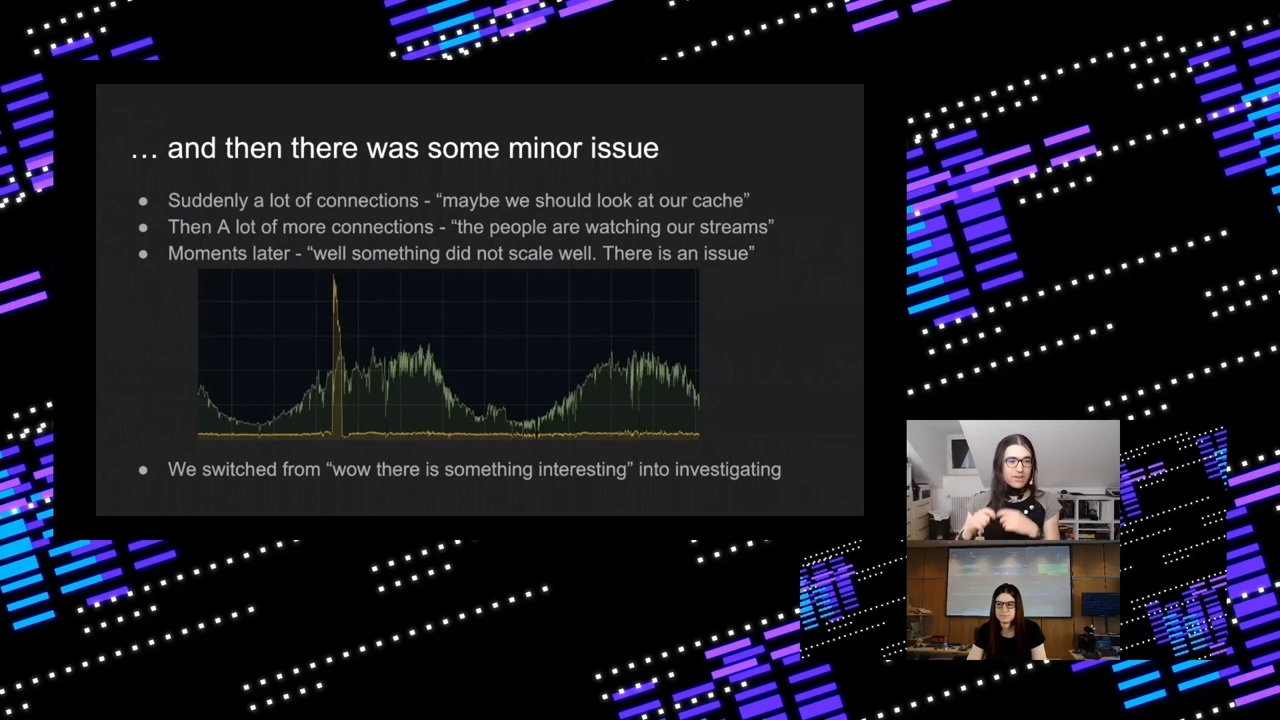 … and then there was some minor issue
● Suddenly a lot of connections - “maybe we should look at our cache”
● Then A lot of more connections - “the people are watching our streams”
● Moments later - “well something did not scale well. There is an issue”
● We switched from “wow there is something interesting” into investigating